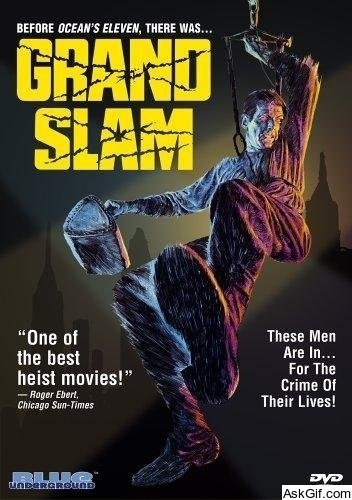 BEFORE OCEAN'S ELEVEN, THERE WAS...
GRAND
SLAM
“One of
the best
heist movies!”
— Roger Ebert,
Chicago Sun-Times
These Men
Are In...
For The
Crime Of
Their Lives!
BLUE
UNDERGROUND
DVD
AskGif.com